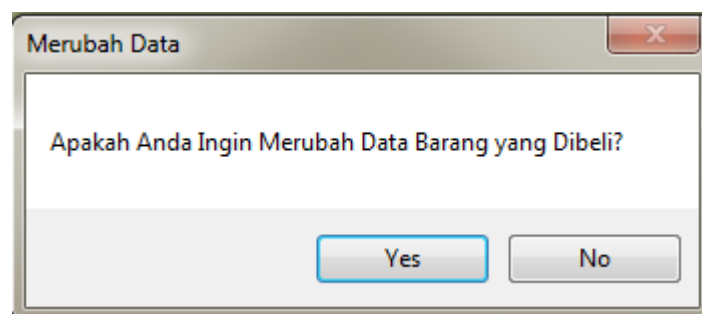 Merubah Data
Apakah Anda Ingin Merubah Data Barang yang Dibeli?
Yes
No